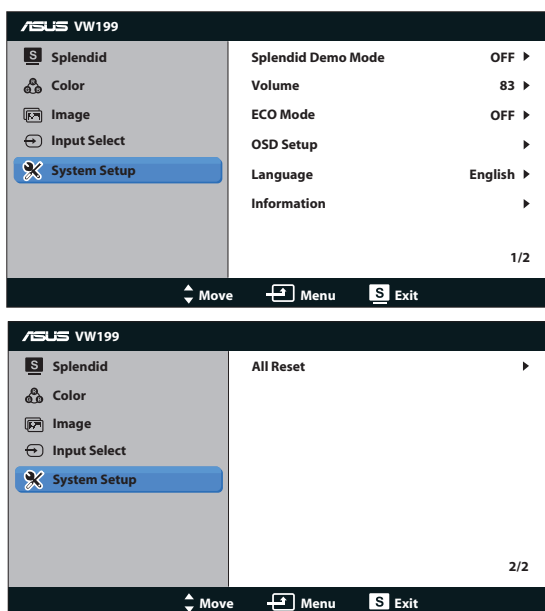 ASUS VW199
S Splendid
Color
Image
Input Select
System Setup
Splendid Demo Mode OFF
Volume 83
ECO Mode OFF
OSD Setup
Language English
Information
1/2
Move Menu S Exit
ASUS VW199
S Splendid
Color
Image
Input Select
System Setup
All Reset
2/2
Move Menu S Exit